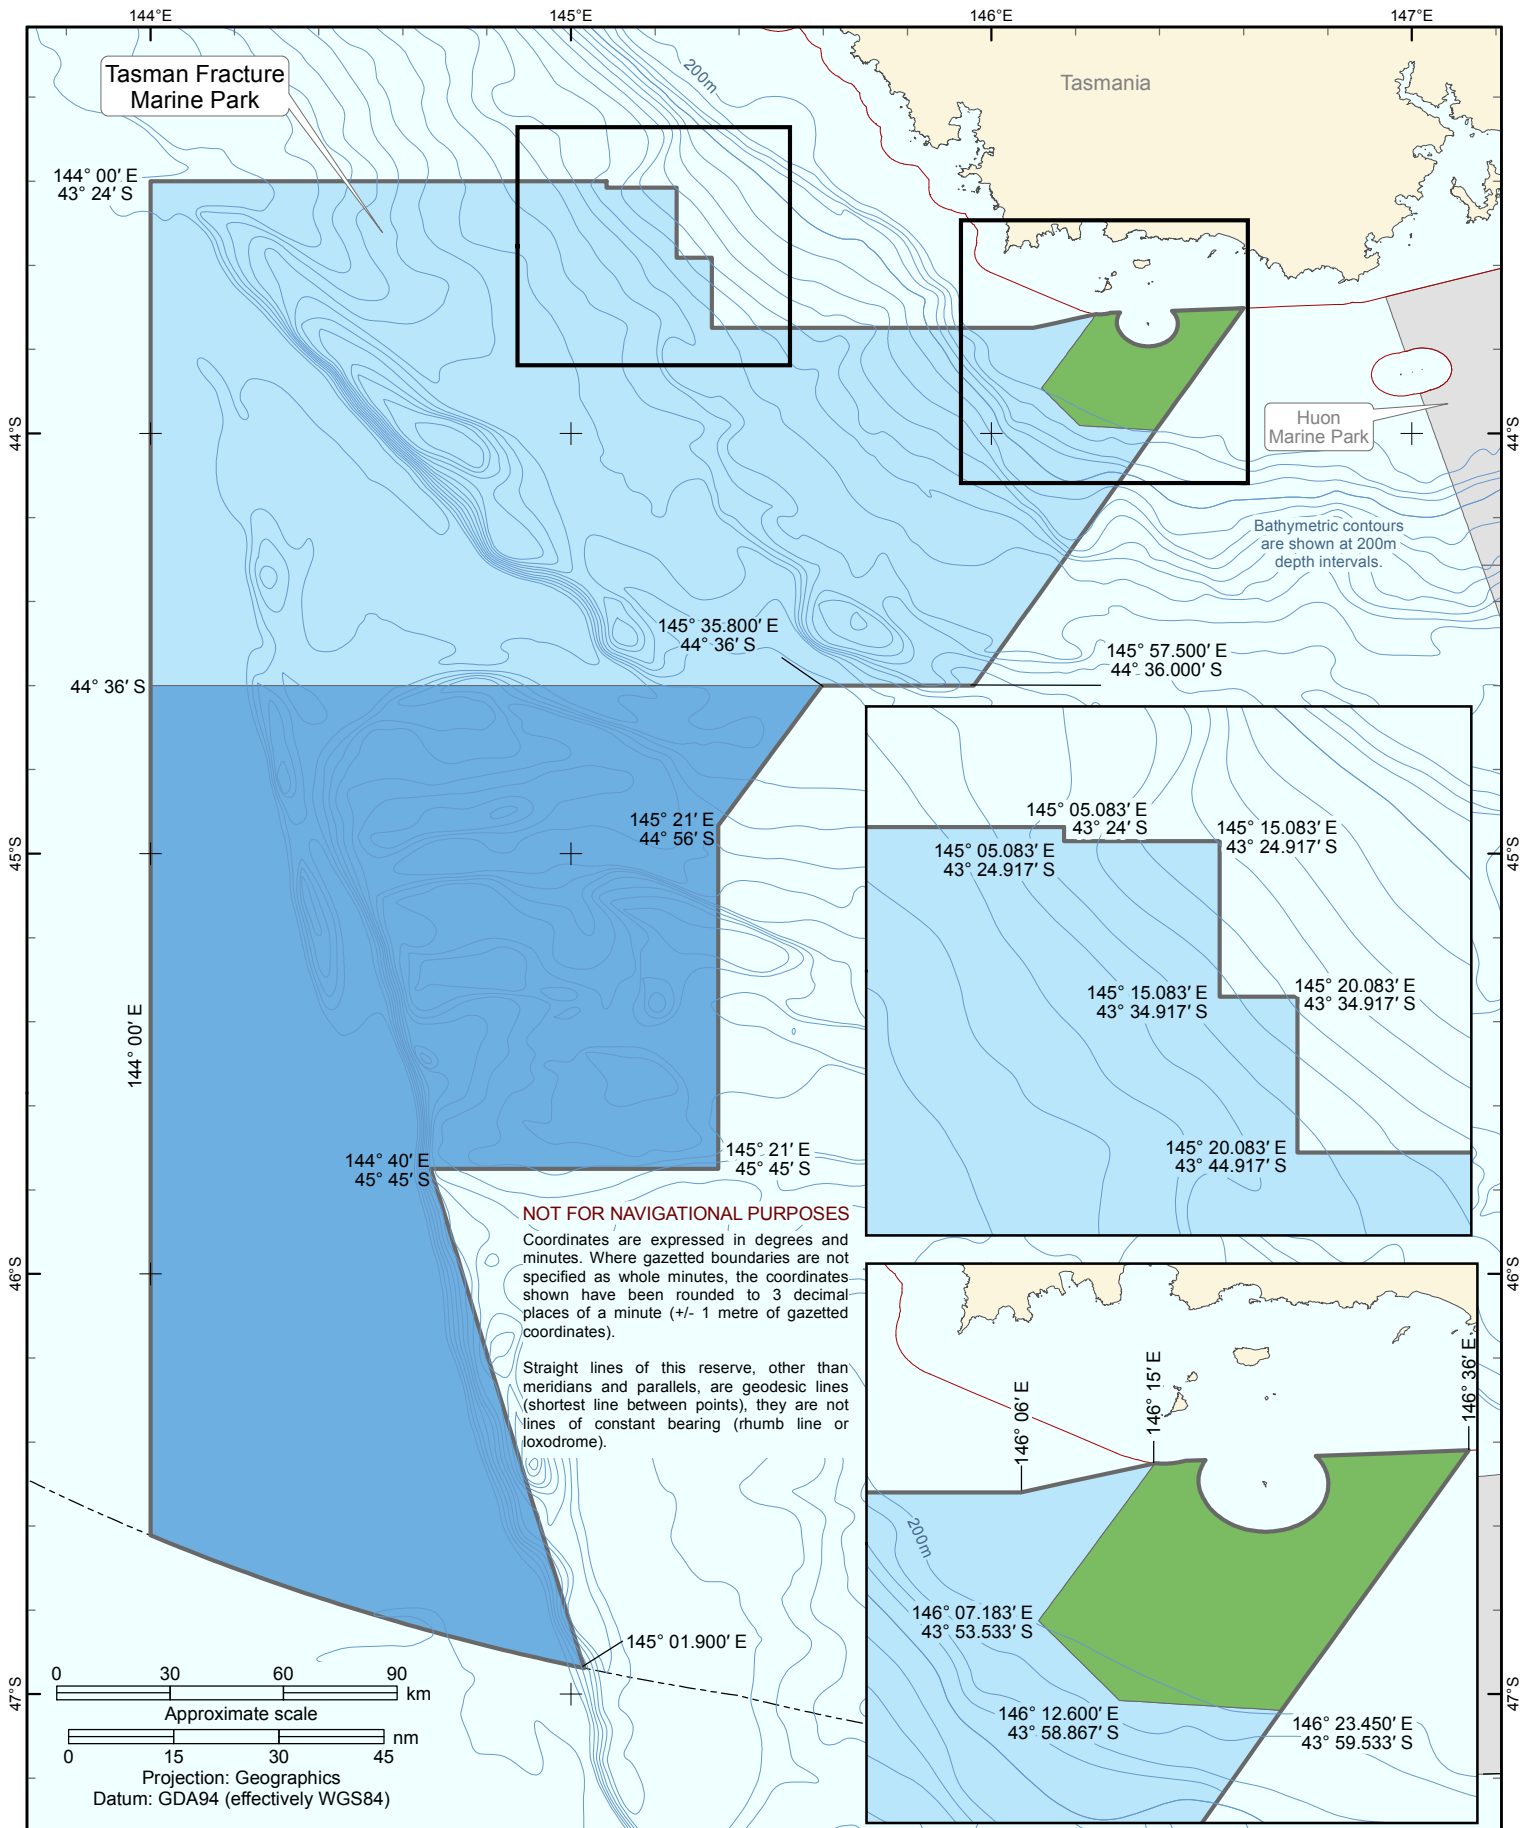 144°E
145°E
146°E
147°E
Tasman Fracture
Marine Park
200m
Tasmania
144° 00′ E
43° 24′ S
44°S
44°S
Huon
Marine Park
Bathymetric contours
are shown at 200m
depth intervals.
145° 35.800′ E
44° 36′ S
145° 57.500′ E
44° 36.000′ S
44° 36′ S
145° 21′ E
44° 56′ S
45°S
45°S
145° 05.083′ E
43° 24′ S
145° 15.083′ E
43° 24.917′ S
145° 05.083′ E
43° 24.917′ S
145° 15.083′ E
43° 34.917′ S
145° 20.083′ E
43° 34.917′ S
145° 20.083′ E
43° 44.917′ S
144° 00′ E
144° 40′ E
45° 45′ S
145° 21′ E
45° 45′ S
NOT FOR NAVIGATIONAL PURPOSES
Coordinates are expressed in degrees and
minutes. Where gazetted boundaries are not
specified as whole minutes, the coordinates
shown have been rounded to 3 decimal
places of a minute (+/- 1 metre of gazetted
coordinates).
Straight lines of this reserve, other than
meridians and parallels, are geodesic lines
(shortest line between points), they are not
lines of constant bearing (rhumb line or
loxodrome).
46°S
46°S
146° 06′ E
146° 15′ E
146° 36′ E
200m
146° 07.183′ E
43° 53.533′ S
146° 12.600′ E
43° 58.867′ S
146° 23.450′ E
43° 59.533′ S
145° 01.900′ E
47°S
47°S
0 30 60 90
km
Approximate scale
nm
0 15 30 45
Projection: Geographics
Datum: GDA94 (effectively WGS84)